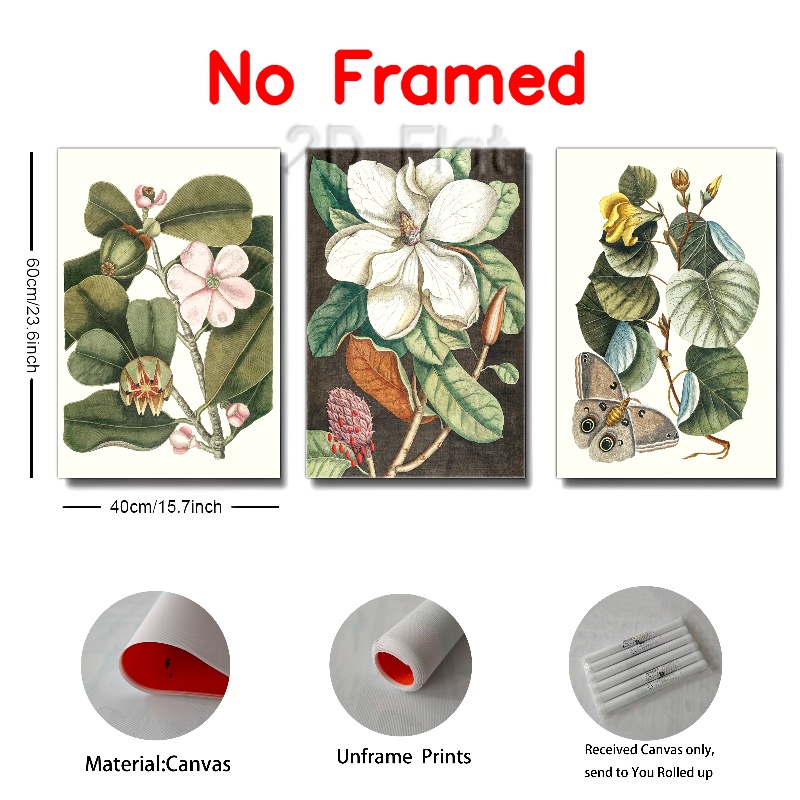 No Framed
2D Flat
60cm/23.6inch
40cm/15.7inch
Material:Canvas
Unframe Prints
Received Canvas only,
send to You Rolled up